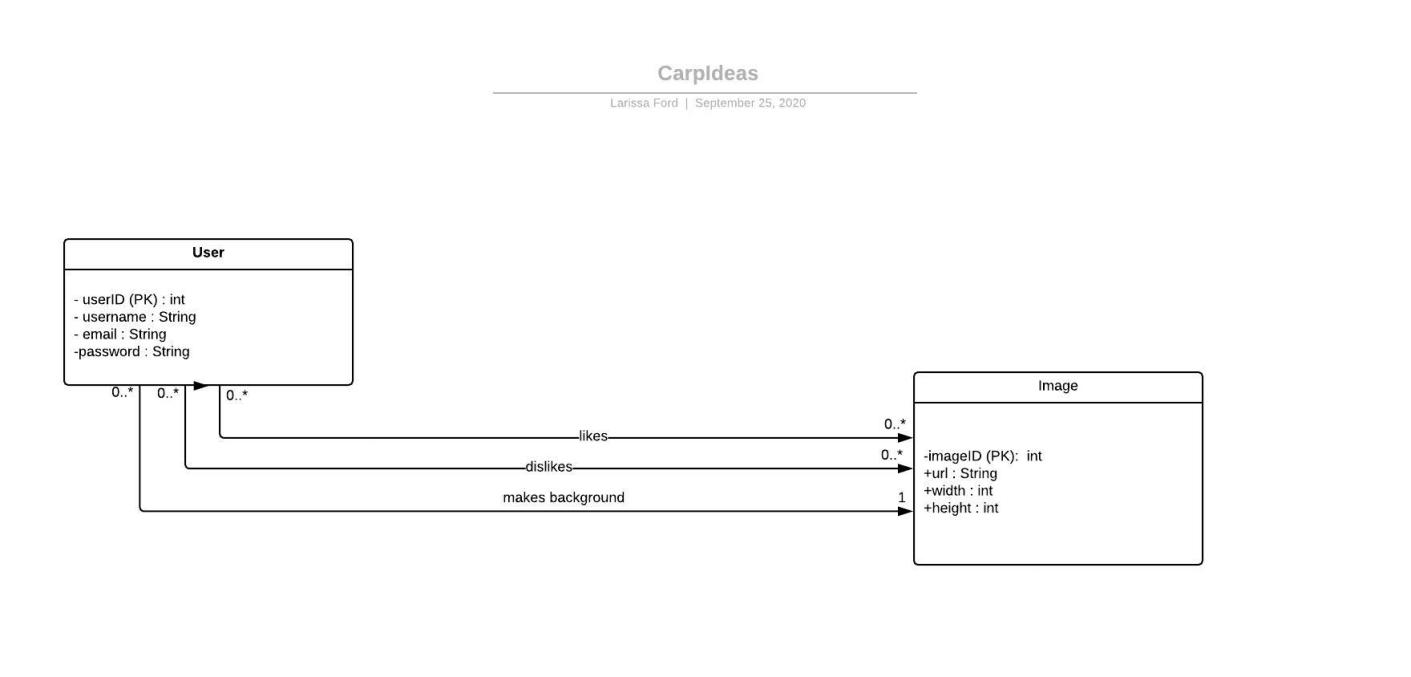 CarpIdeas
Larissa Ford | September 25, 2020
User
- userID (PK) : int
- username : String
- email : String
-password : String
0..*
0..*
0..*
Image
-imageID (PK):  int
+url : String
+width : int
+height : int
0..*
likes
0..*
dislikes
makes background
1